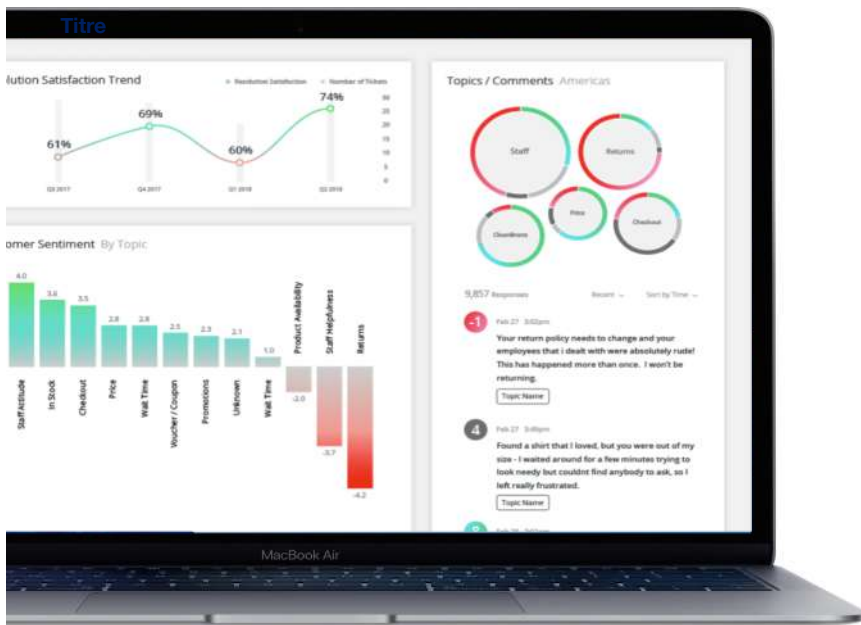 Titre
lution Satisfaction Trend
Resolution Satisfaction
Number of Tickets
61%
69%
60%
74%
30
25
20
15
10
5
0
Q3 2017
Q4 2017
Q1 2018
Q2 2018
omer Sentiment By Topic
4.0
3.6
3.5
2.8
2.8
2.5
2.3
2.1
1.0
-2.0
-3.7
-4.2
Staff Attitude
In Stock
Checkout
Price
Wait Time
Voucher / Coupon
Promotions
Unknown
Wait Time
Product Availability
Staff Helpfulness
Returns
Topics / Comments Americas
Staff
Returns
Price
Cleanliness
Checkout
9,857 Responses
Recent
Sort by Time
-1
Feb 27 3:02pm
Your return policy needs to change and your
employees that i dealt with were absolutely rude!
This has happened more than once. I won't be
returning.
Topic Name
4
Feb 27
Found a shirt that I loved, but you were out of my
size - I waited around for a few minutes trying to
look needy but couldnt find anybody to ask, so I
left really frustrated.
Topic Name
MacBook Air